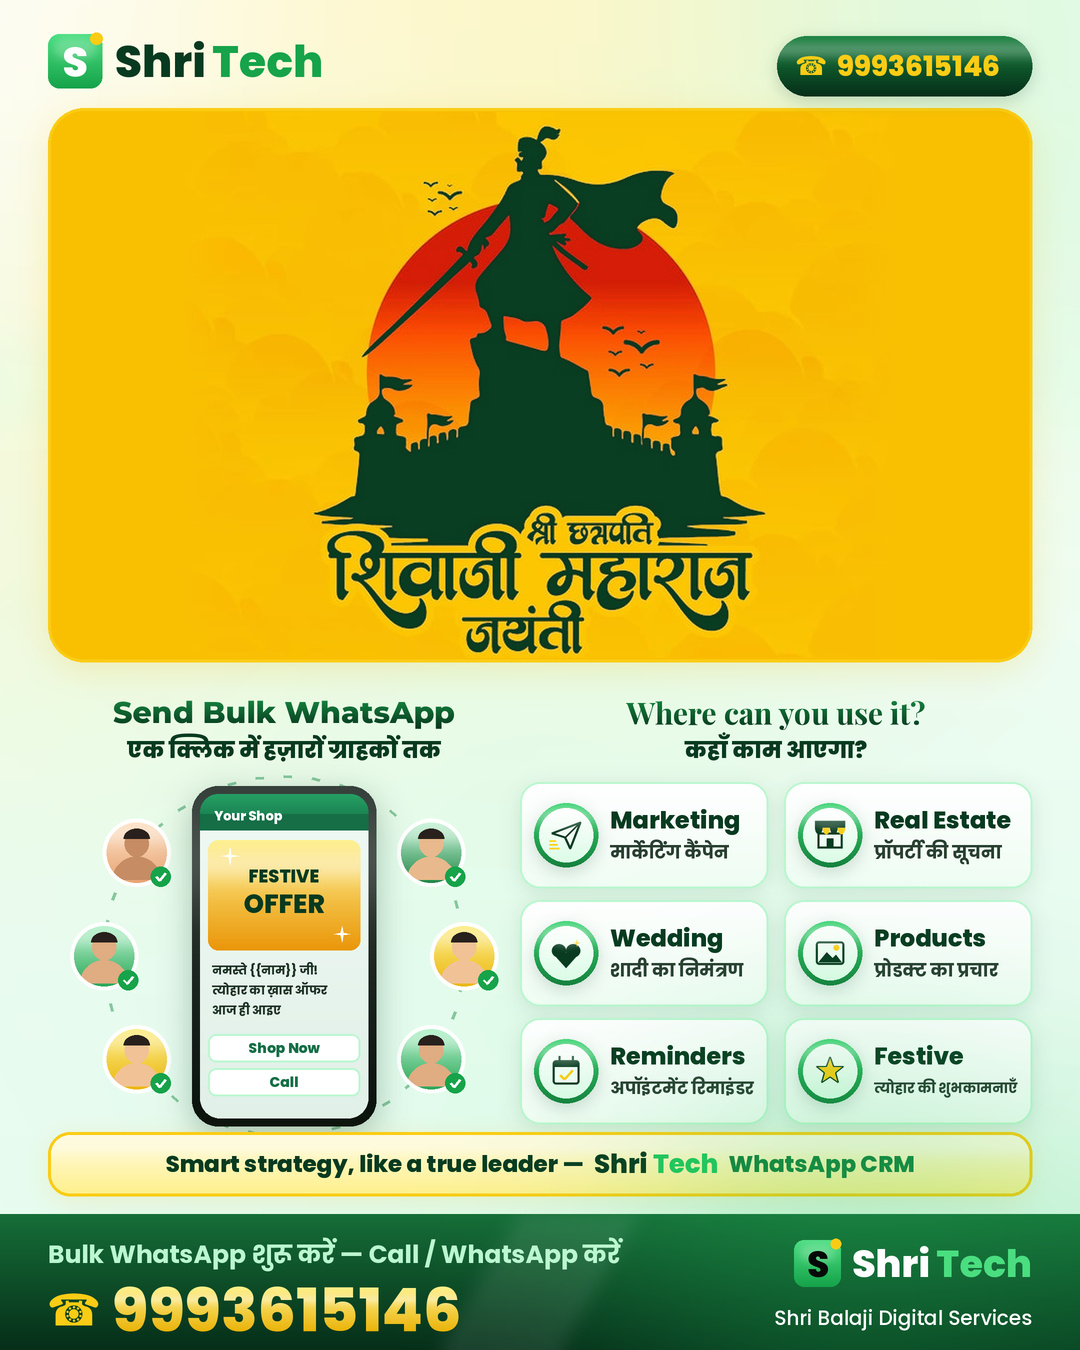 S Shri Tech
☎ 9993615146
श्री छत्रपति
शिवाजी महाराज
जयंती
Send Bulk WhatsApp
एक क्लिक में हज़ारों ग्राहकों तक
Your Shop
FESTIVE
OFFER
नमस्ते {{नाम}} जी!
त्योहार का ख़ास ऑफर
आज ही आइए
Shop Now
Call
Where can you use it?
कहाँ काम आएगा?
Marketing
मार्केटिंग कैंपेन
Real Estate
प्रॉपर्टी की सूचना
Wedding
शादी का निमंत्रण
Products
प्रोडक्ट का प्रचार
Reminders
अपॉइंटमेंट रिमाइंडर
Festive
त्योहार की शुभकामनाएँ
Smart strategy, like a true leader — Shri Tech WhatsApp CRM
Bulk WhatsApp शुरू करें — Call / WhatsApp करें
☎ 9993615146
S Shri Tech
Shri Balaji Digital Services